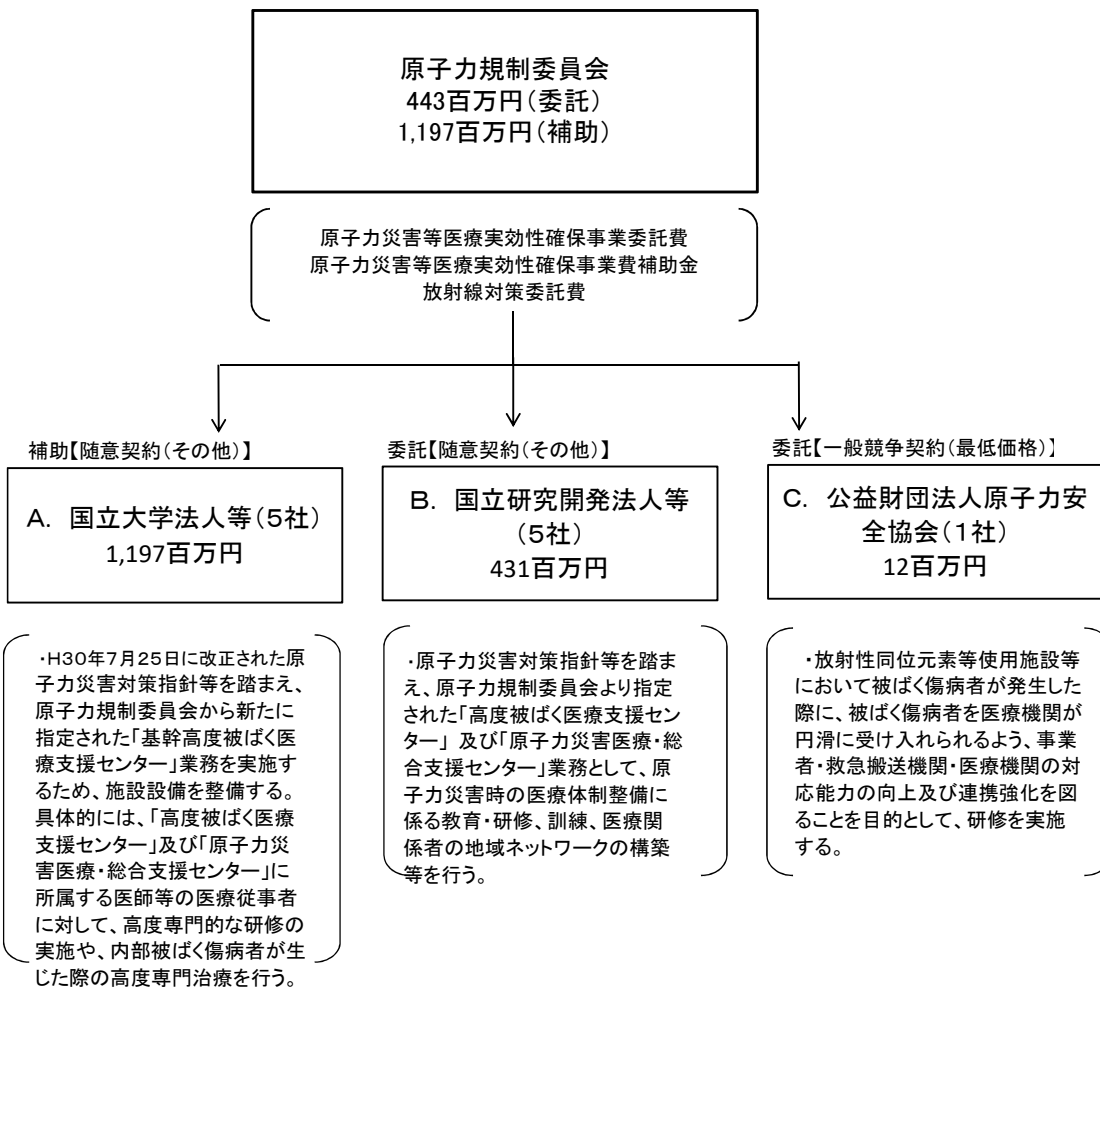 原子力規制委員会
443百万円（委託）
1,197百万円（補助）
原子力災害等医療実効性確保事業委託費
原子力災害等医療実効性確保事業費補助金
放射線対策委託費
補助【随意契約（その他）】
A．国立大学法人等（５社）
1,197百万円
・H30年７月２５日に改正された原
子力災害対策指針等を踏まえ、
原子力規制委員会から新たに
指定された「基幹高度被ばく医
療支援センター」業務を実施す
るため、施設設備を整備する。
具体的には、「高度被ばく医療
支援センター」及び「原子力災
害医療・総合支援センター」に
所属する医師等の医療従事者
に対して、高度専門的な研修の
実施や、内部被ばく傷病者が生
じた際の高度専門治療を行う。
委託【随意契約（その他）】
B．国立研究開発法人等
（５社）
431百万円
・原子力災害対策指針等を踏ま
え、原子力規制委員会より指定
された「高度被ばく医療支援セン
ター」 及び「原子力災害医療・総
合支援センター」業務として、原
子力災害時の医療体制整備に
係る教育・研修、訓練、医療関
係者の地域ネットワークの構築
等を行う。
委託【一般競争契約（最低価格）】
C．公益財団法人原子力安
全協会（１社）
12百万円
・放射性同位元素等使用施設等
において被ばく傷病者が発生した
際に、被ばく傷病者を医療機関が
円滑に受け入れられるよう、事業
者・救急搬送機関・医療機関の対
応能力の向上及び連携強化を図
ることを目的として、研修を実施
する。